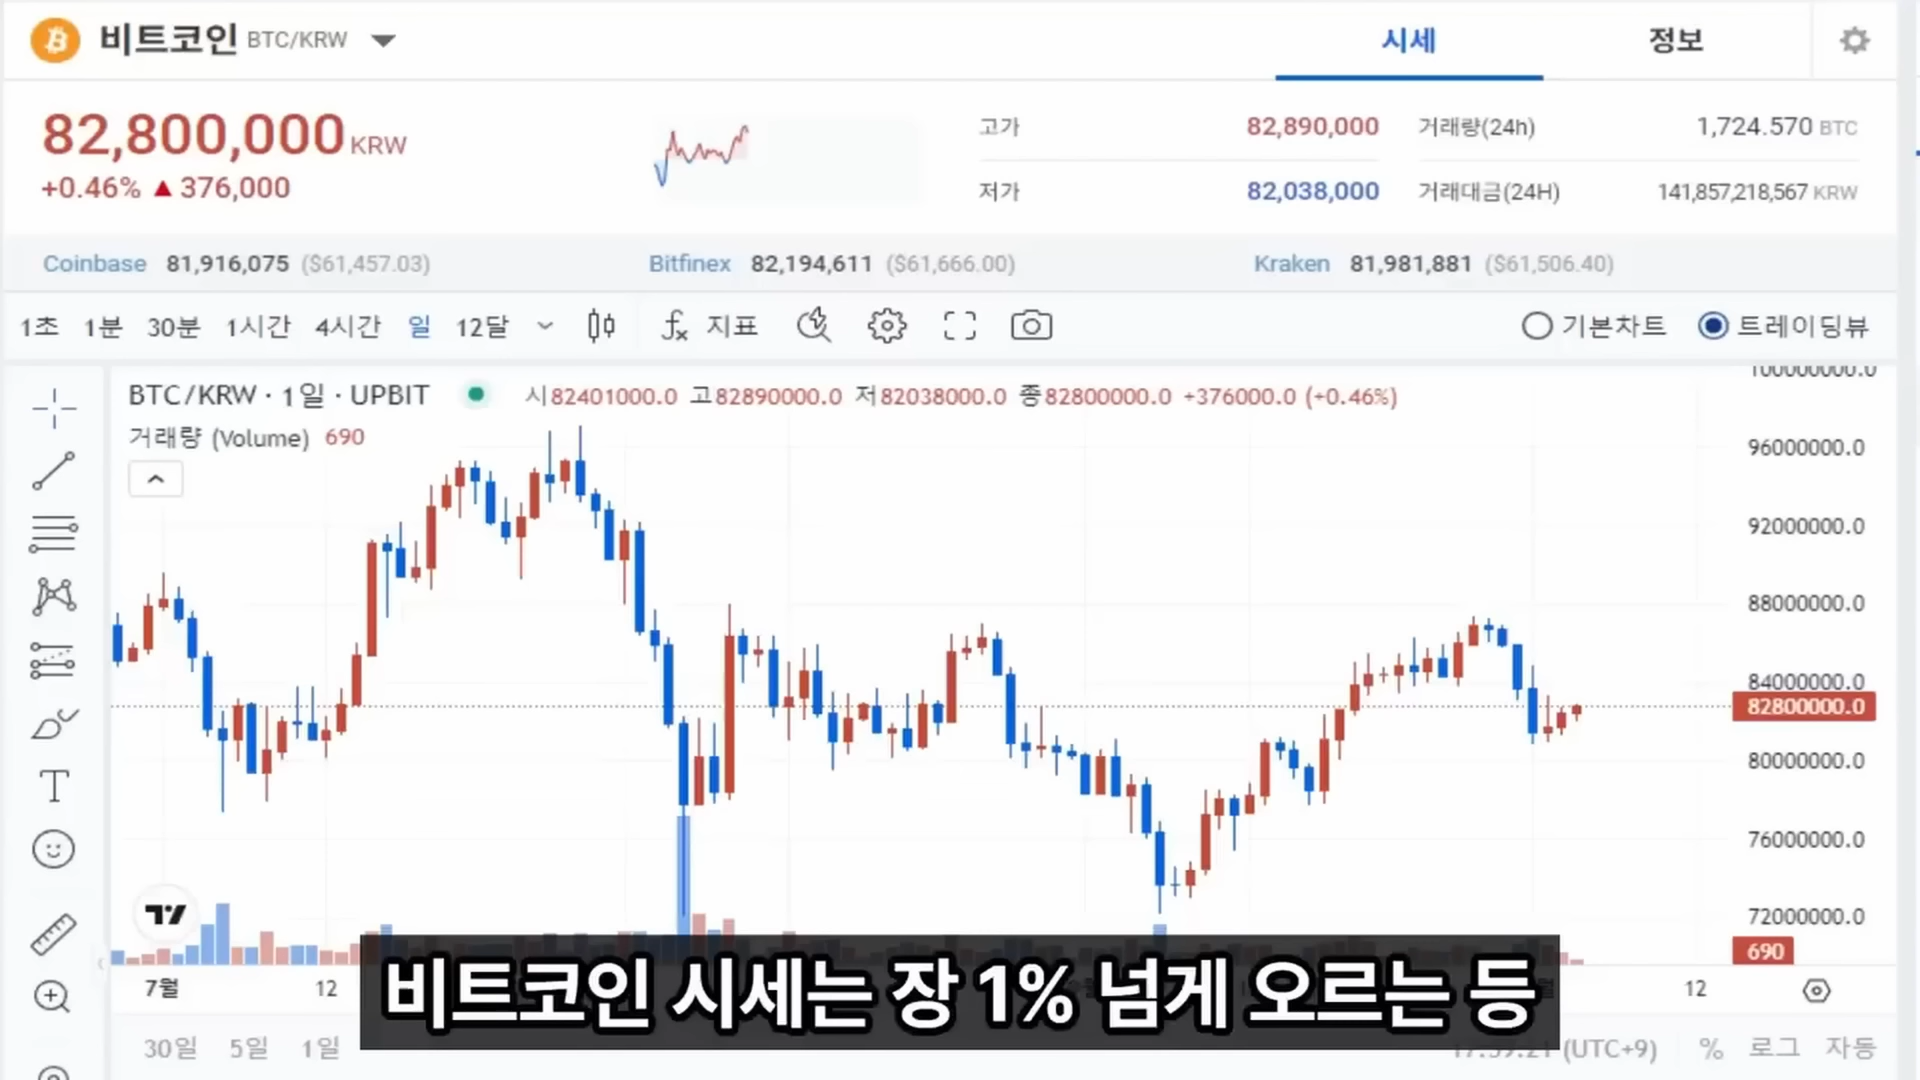 비트코인 BTC/KRW
시세 정보
82,800,000 KRW
+0.46% ▲ 376,000
고가 82,890,000 거래량(24h) 1,724.570 BTC
저가 82,038,000 거래대금(24H) 141,857,218,567 KRW
Coinbase 81,916,075 ($61,457.03) Bitfinex 82,194,611 ($61,666.00) Kraken 81,981,881 ($61,506.40)
1초 1분 30분 1시간 4시간 일 12달 지표 기본차트 트레이딩뷰
BTC/KRW · 1일 · UPBIT 시82401000.0 고82890000.0 저82038000.0 종82800000.0 +376000.0 (+0.46%)
거래량 (Volume) 690
100000000.0
96000000.0
92000000.0
88000000.0
84000000.0
82800000.0
80000000.0
76000000.0
72000000.0
690
7월 12 12
비트코인 시세는 장 1% 넘게 오르는 등
30일 5일 1일 (UTC+9) % 로그 자동